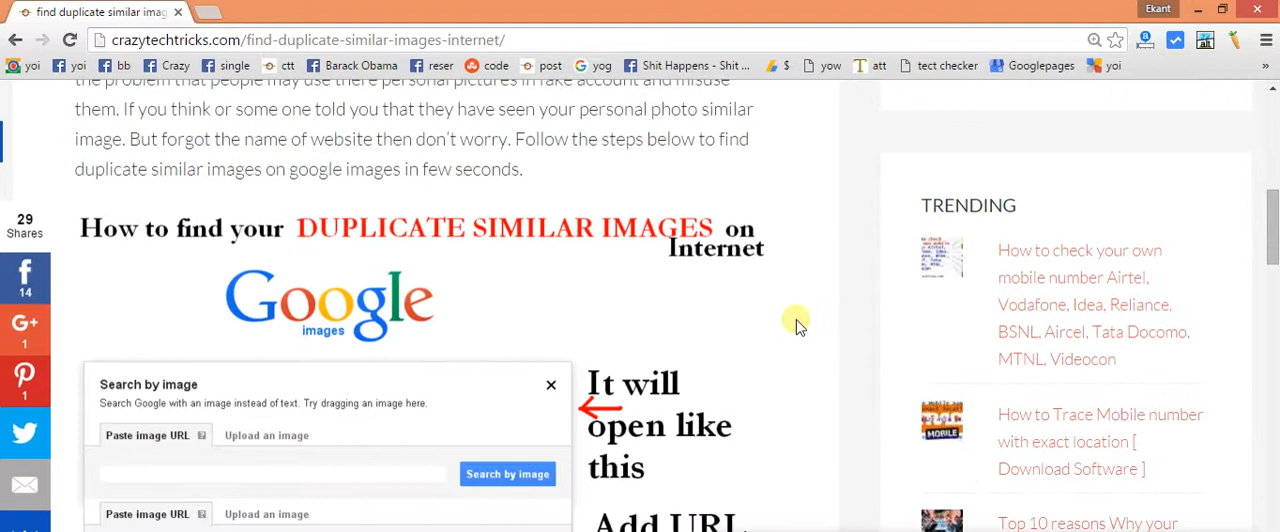 find duplicate similar imag
Ekant
crazytechtricks.com/find-duplicate-similar-images-internet/
yoi yoi bb Crazy single ctt Barack Obama reser code post yog Shit Happens - Shit ... $ yow att tect checker Googlepages yoi »
the problem that people may use there personal pictures in fake account and misuse
them. If you think or some one told you that they have seen your personal photo similar
image. But forgot the name of website then don't worry. Follow the steps below to find
duplicate similar images on google images in few seconds.
29
Shares
14
G+
1
1
How to find your DUPLICATE SIMILAR IMAGES on
Internet
Google
images
Search by image
Search Google with an image instead of text. Try dragging an image here.
Paste image URL Upload an image
Search by image
Paste image URL Upload an image
It will
open like
this
Add URL
TRENDING
How to check your own
mobile number Airtel,
Vodafone, Idea, Reliance,
BSNL, Aircel, Tata Docomo,
MTNL, Videocon
How to Trace Mobile number
with exact location [
Download Software ]
MOBILE
Top 10 reasons Why your